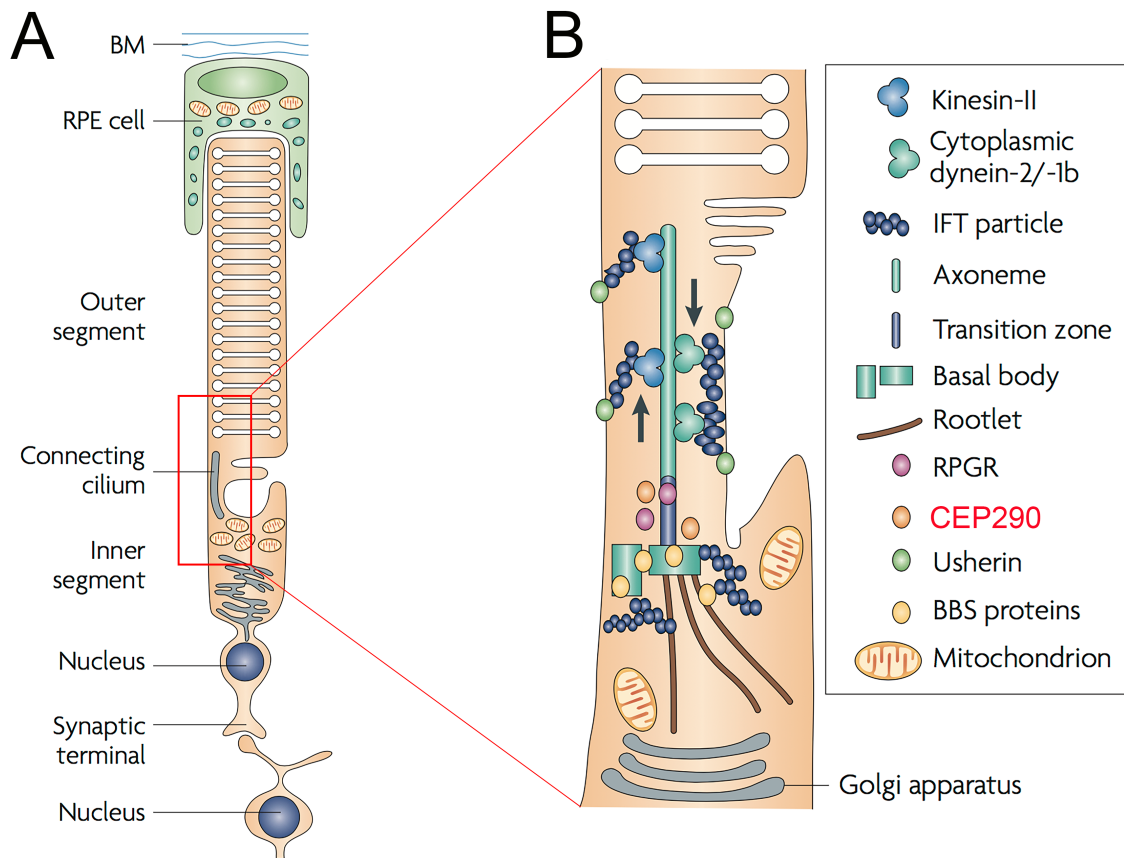 A
BM
RPE cell
Outer
segment
Connecting
cilium
Inner
segment
Nucleus
Synaptic
terminal
Nucleus
B
Kinesin-II
Cytoplasmic
dynein-2/-1b
IFT particle
Axoneme
Transition zone
Basal body
Rootlet
RPGR
CEP290
Usherin
BBS proteins
Mitochondrion
Golgi apparatus